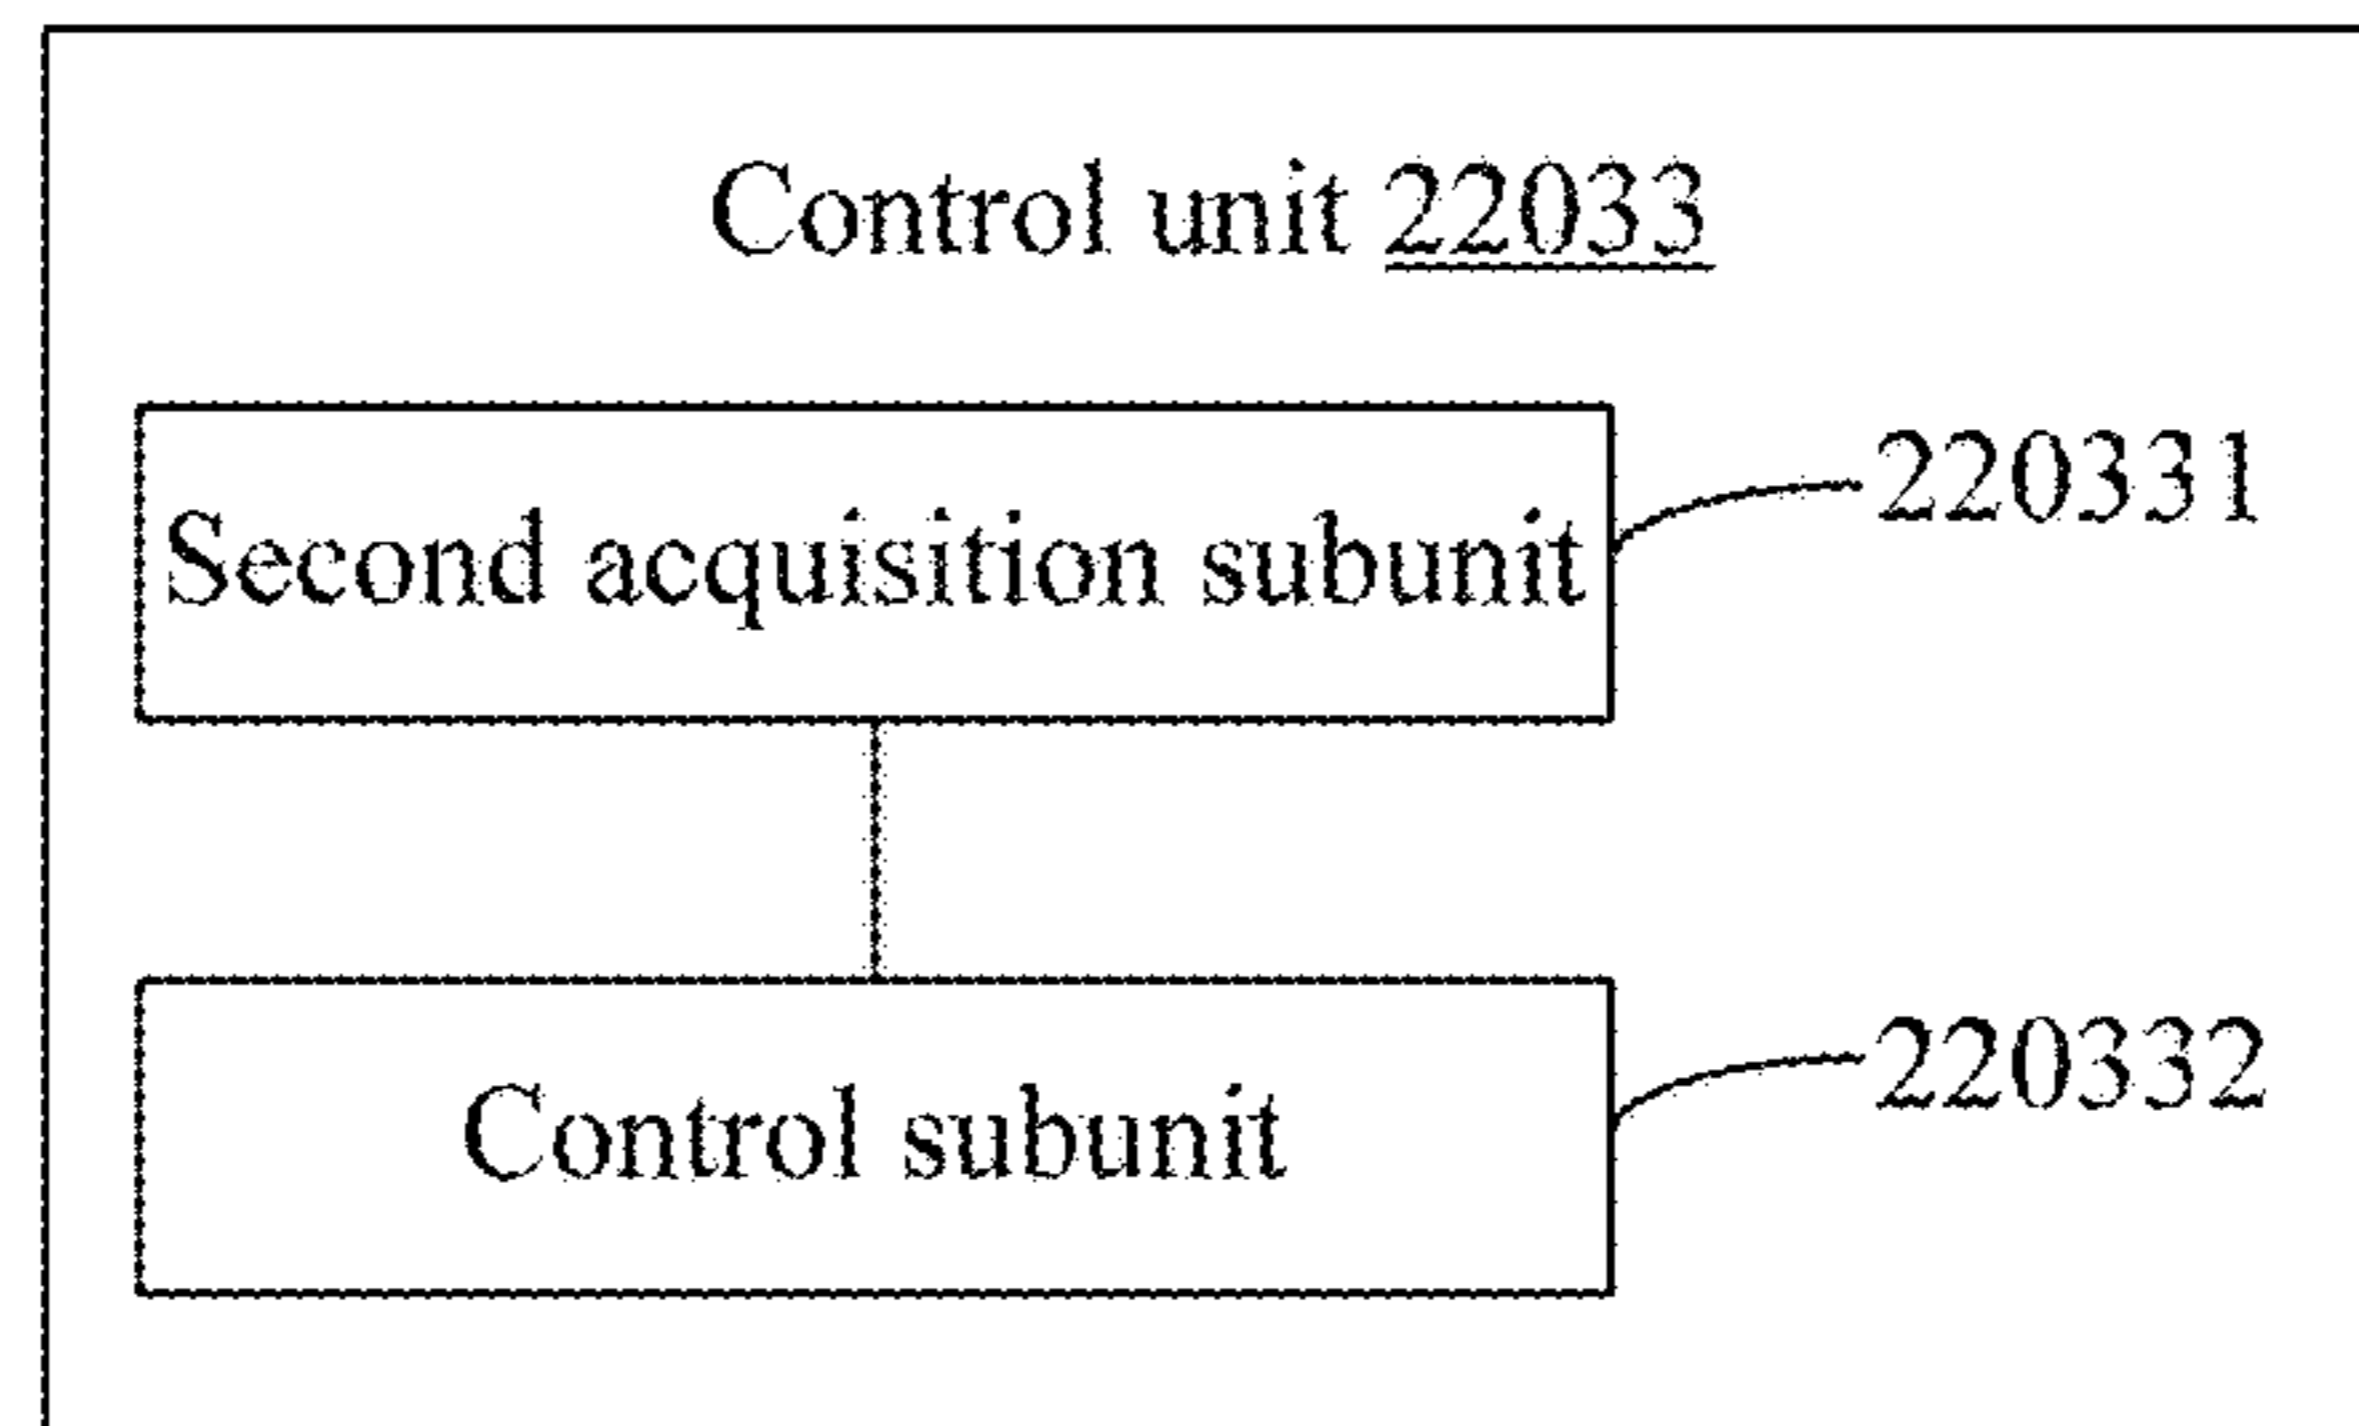 Control unit 22033
220331
Second acquisition subunit
220332
Control subunit